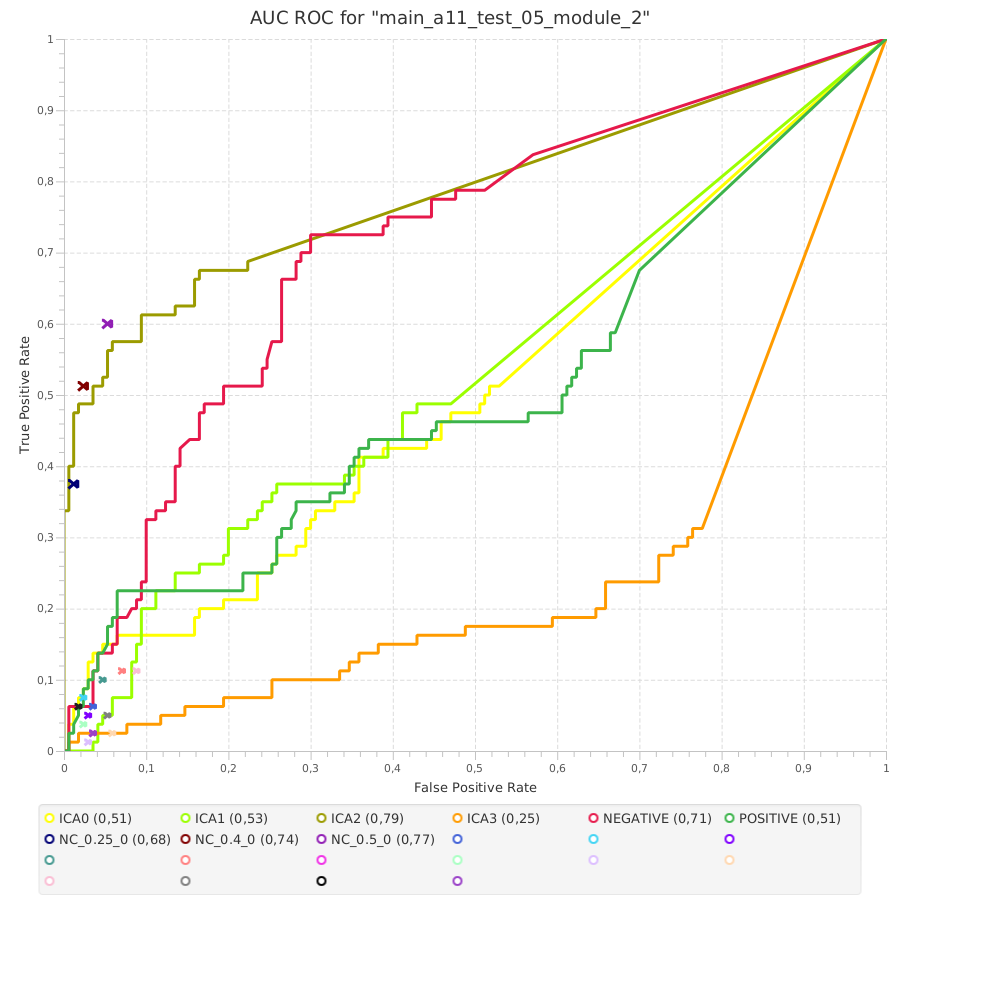 AUC ROC for "main_a11_test_05_module_2"
1
0,9
0,8
0,7
0,6
0,5
0,4
0,3
0,2
0,1
0
True Positive Rate
0 0,1 0,2 0,3 0,4 0,5 0,6 0,7 0,8 0,9 1
False Positive Rate
ICA0 (0,51) ICA1 (0,53) ICA2 (0,79) ICA3 (0,25) NEGATIVE (0,71) POSITIVE (0,51)
NC_0.25_0 (0,68) NC_0.4_0 (0,74) NC_0.5_0 (0,77)